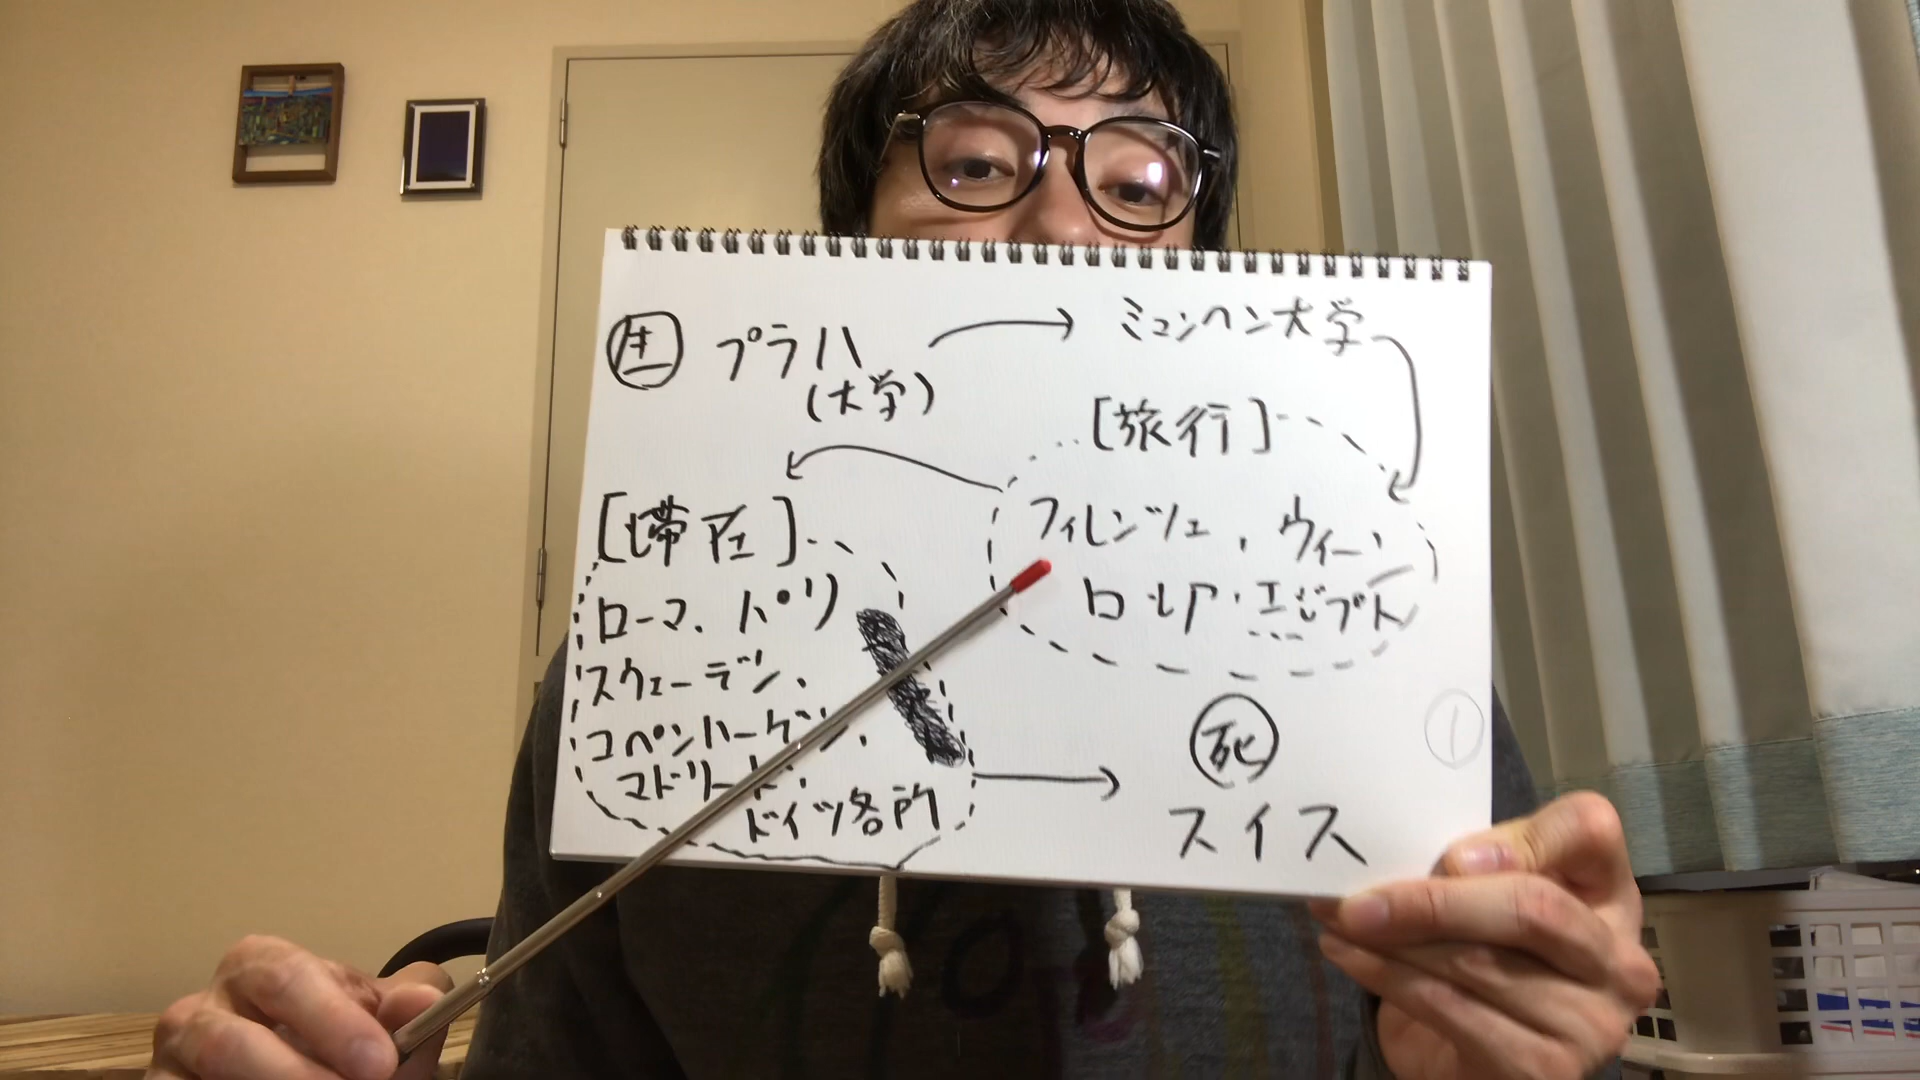 生 プラハ
(大学)
ミュンヘン大学
[旅行]
フィレンツェ、ウィーン
ロシア・エジプト
[滞在]
ローマ、パリ
スウェーデン、
コペンハーゲン、
マドリード、
ドイツ各所
死
スイス
1